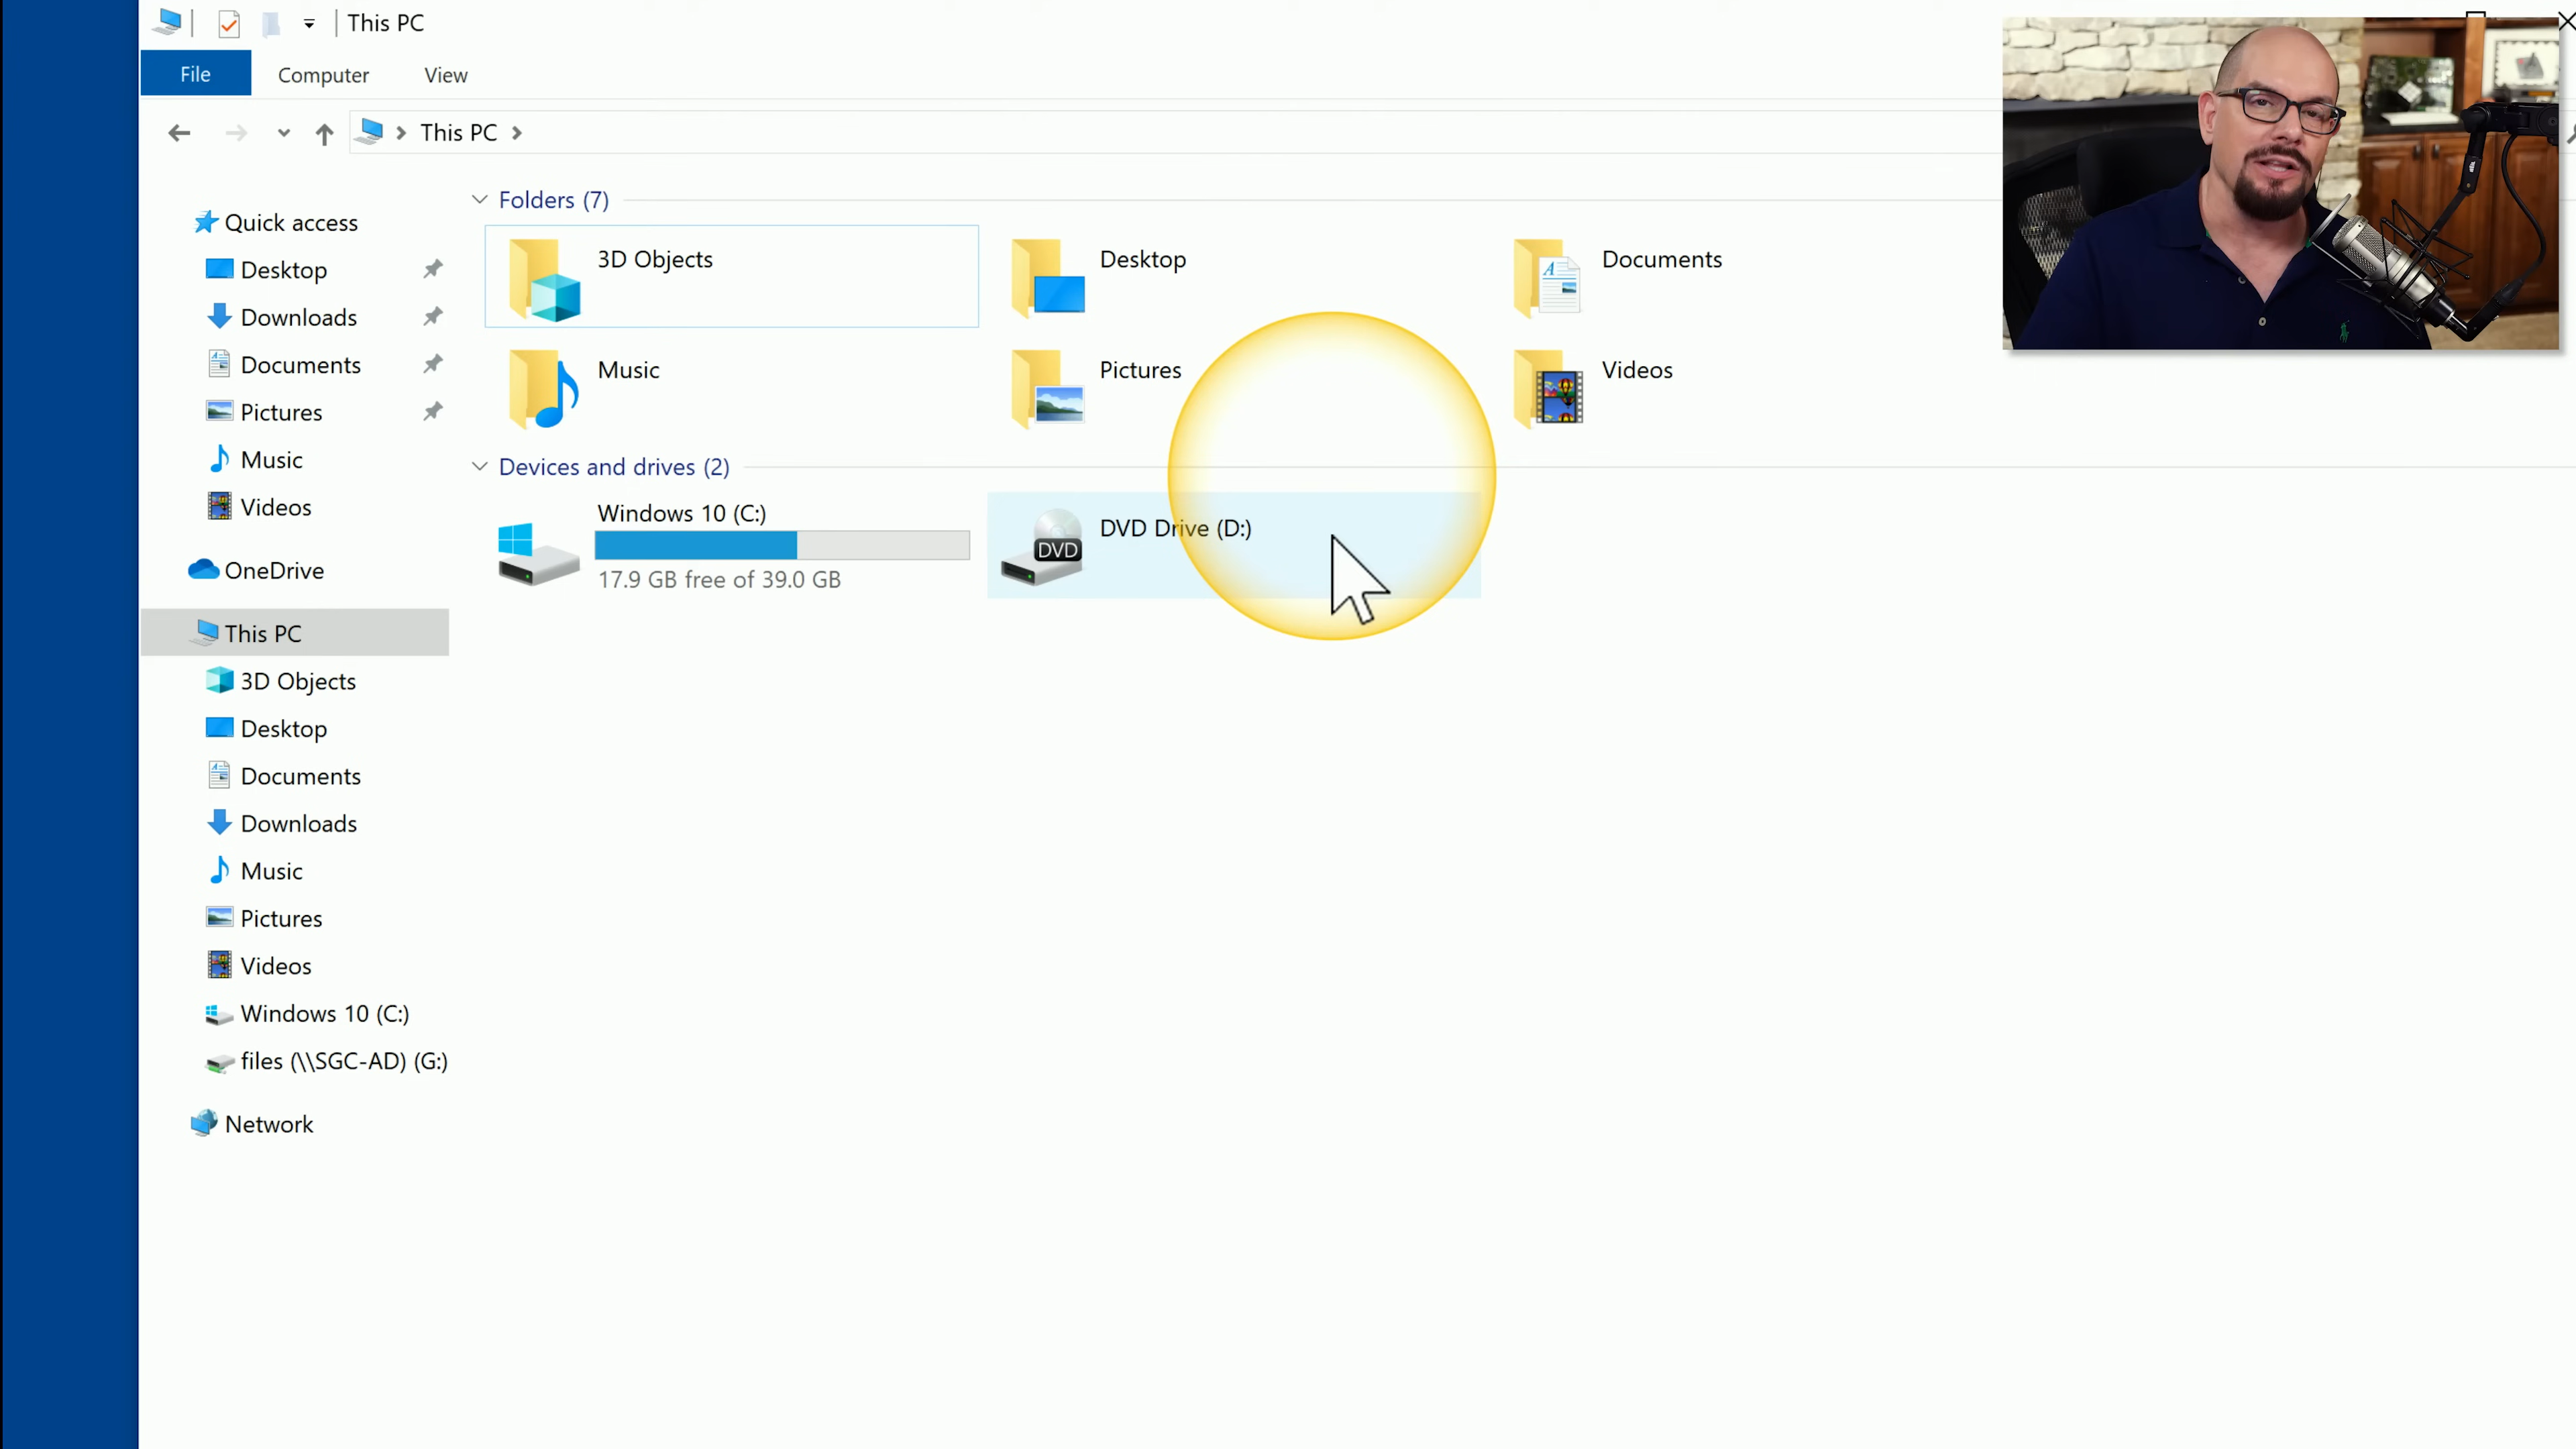 This PC
File Computer View
This PC
Quick access
Desktop
Downloads
Documents
Pictures
Music
Videos
OneDrive
This PC
3D Objects
Desktop
Documents
Downloads
Music
Pictures
Videos
Windows 10 (C:)
files (\\SGC-AD) (G:)
Network
Folders (7)
3D Objects
Desktop
Documents
Music
Pictures
Videos
Devices and drives (2)
Windows 10 (C:)
17.9 GB free of 39.0 GB
DVD
DVD Drive (D:)